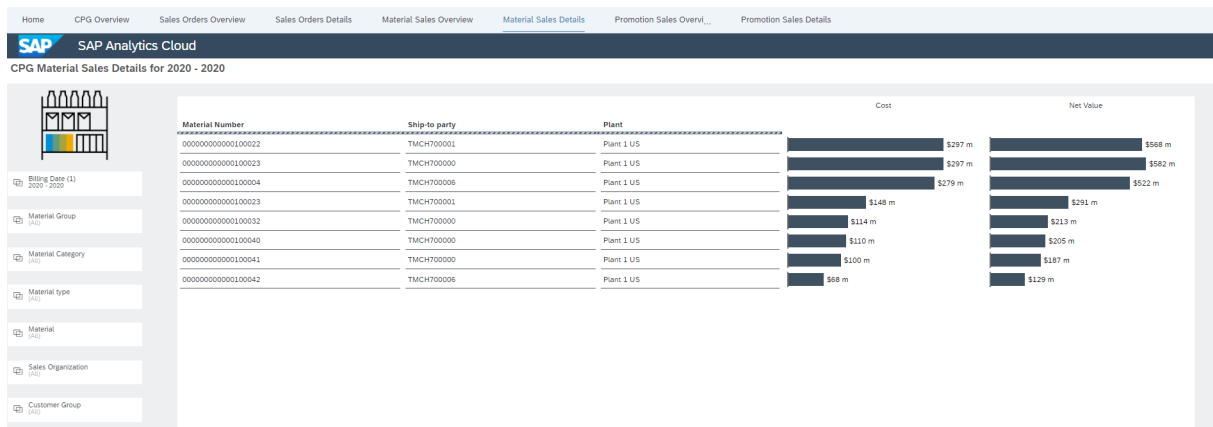 Home CPG Overview Sales Orders Overview Sales Orders Details Material Sales Overview Material Sales Details Promotion Sales Overvi... Promotion Sales Details
SAP SAP Analytics Cloud
CPG Material Sales Details for 2020 - 2020
Cost Net Value
Material Number Ship-to party Plant
000000000000100022 TMCH700001 Plant 1 US $297 m $568 m
000000000000100023 TMCH700000 Plant 1 US $297 m $582 m
000000000000100004 TMCH700006 Plant 1 US $279 m $522 m
000000000000100023 TMCH700001 Plant 1 US $148 m $291 m
000000000000100032 TMCH700000 Plant 1 US $114 m $213 m
000000000000100040 TMCH700000 Plant 1 US $110 m $205 m
000000000000100041 TMCH700000 Plant 1 US $100 m $187 m
000000000000100042 TMCH700006 Plant 1 US $68 m $129 m
Billing Date (1)
2020 - 2020
Material Group
(All)
Material Category
(All)
Material type
(All)
Material
(All)
Sales Organization
(All)
Customer Group
(All)